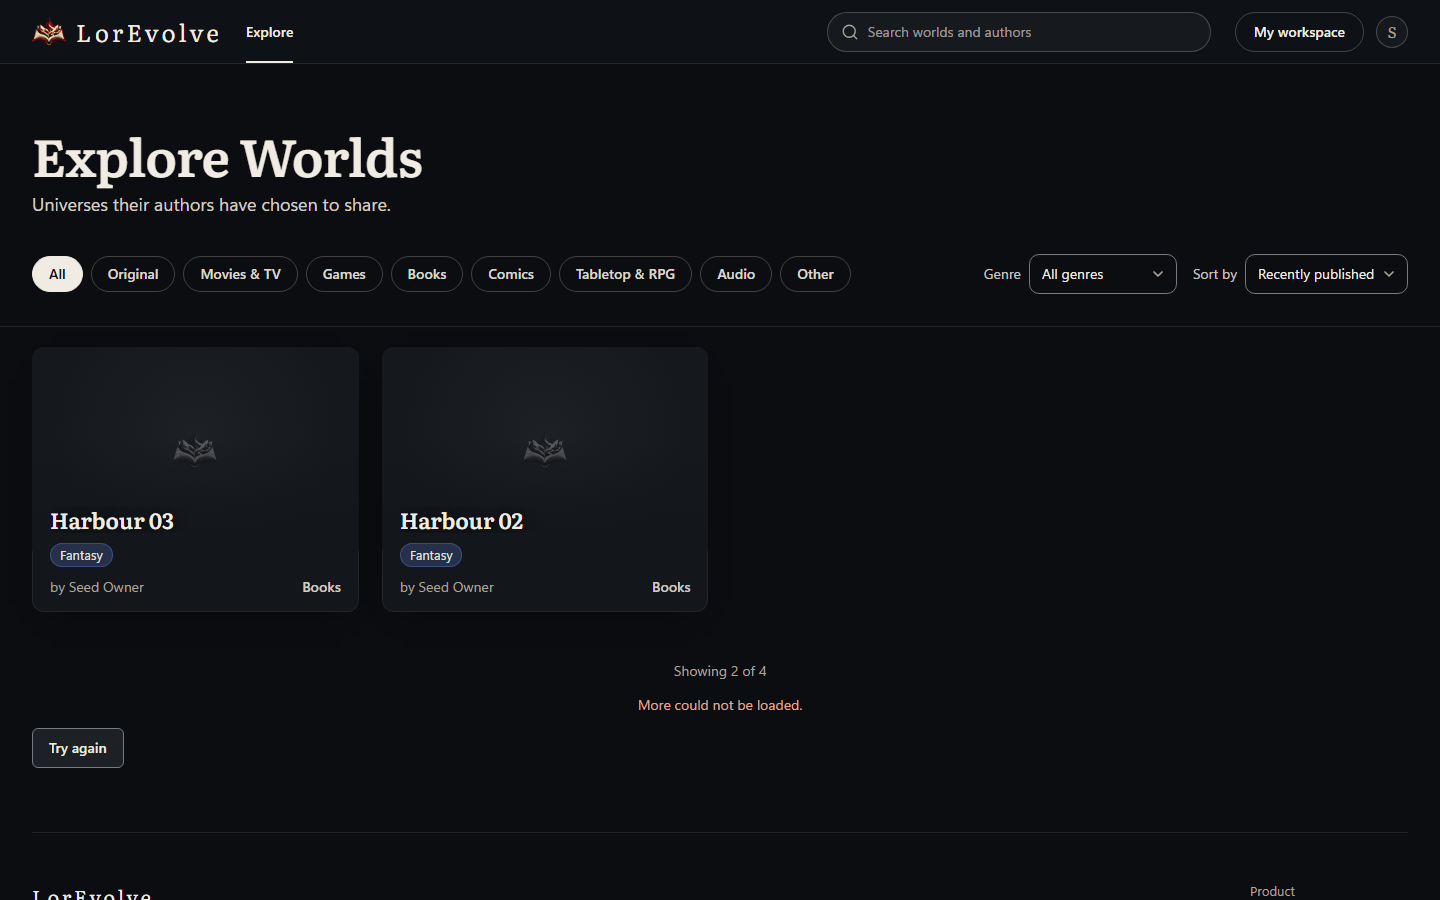 LorEvolve
Explore
Search worlds and authors
My workspace
S
Explore Worlds
Universes their authors have chosen to share.
All
Original
Movies & TV
Games
Books
Comics
Tabletop & RPG
Audio
Other
Genre
All genres
Sort by
Recently published
Harbour 03
Fantasy
by Seed Owner
Books
Harbour 02
Fantasy
by Seed Owner
Books
Showing 2 of 4
More could not be loaded.
Try again
LorEvolve
Product